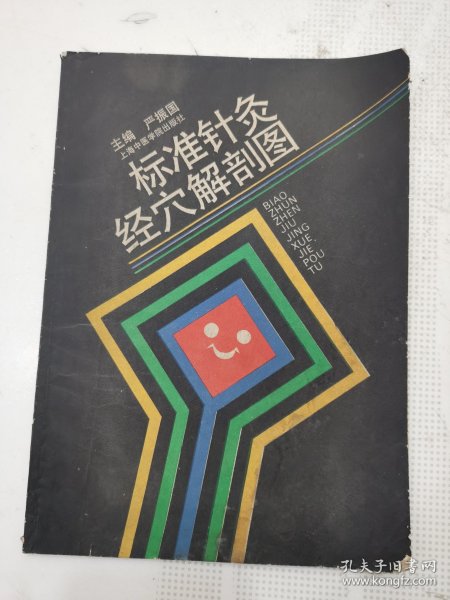 主编 严振国
上海中医学院出版社
标准针灸
经穴解剖图
BIAO
ZHUN
ZHEN
JIU
JING
XUE
JIE
POU
TU
孔夫子旧书网
www.kongfz.com